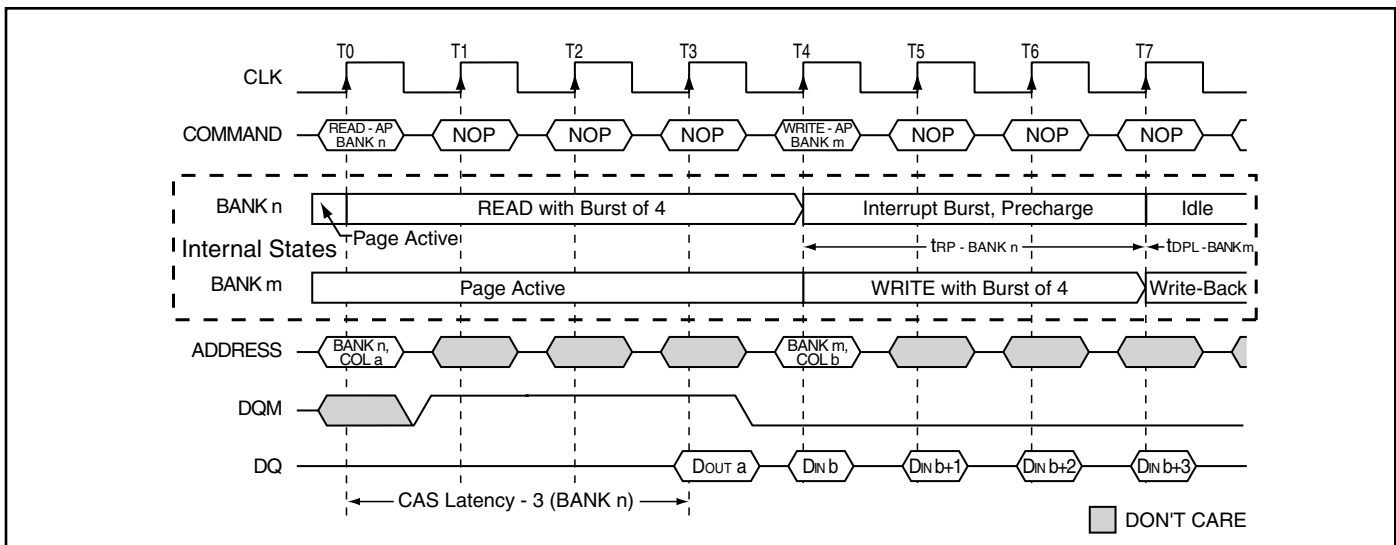 T0 T1 T2 T3 T4 T5 T6 T7
CLK
COMMAND READ - AP BANK n NOP NOP NOP WRITE - AP BANK m NOP NOP NOP
BANK n READ with Burst of 4 Interrupt Burst, Precharge Idle
Page Active
Internal States tRP - BANK n tDPL - BANK m
BANK m Page Active WRITE with Burst of 4 Write-Back
ADDRESS BANK n, COL a BANK m, COL b
DQM
DQ DOUT a DIN b DIN b+1 DIN b+2 DIN b+3
CAS Latency - 3 (BANK n)
DON'T CARE